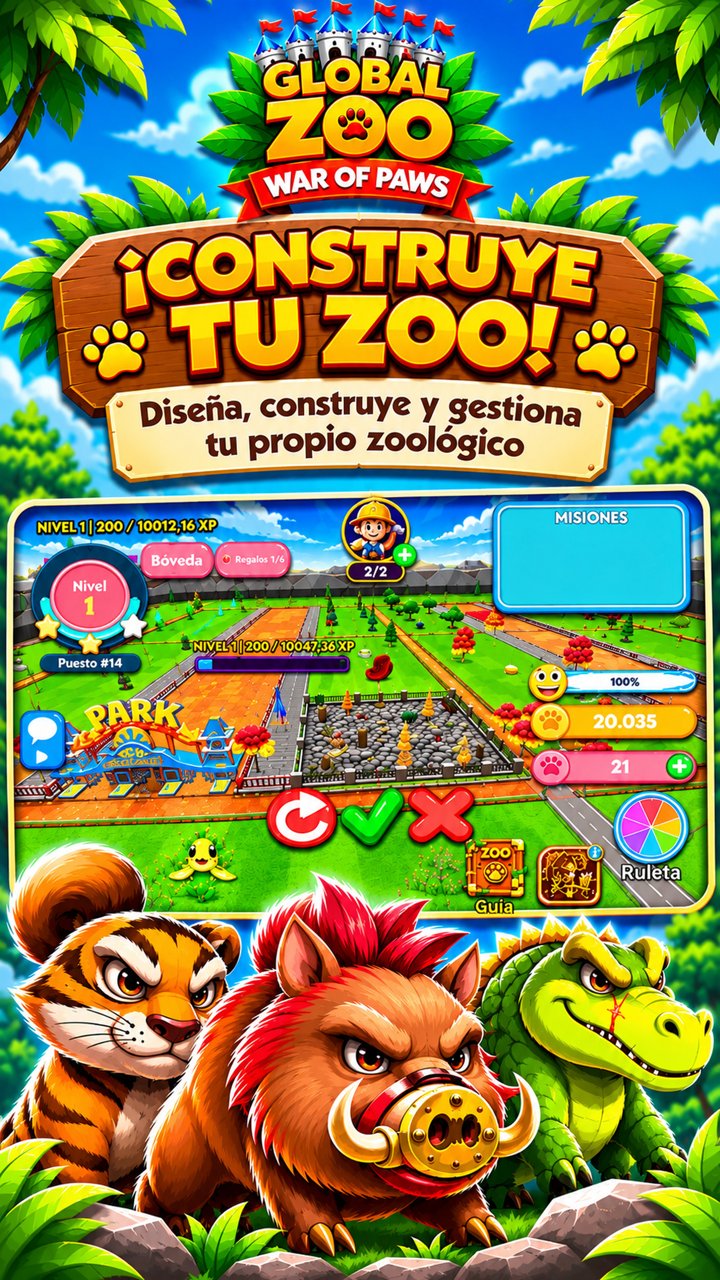 GLOBAL
ZOO
WAR OF PAWS
¡CONSTRUYE
TU ZOO!
Diseña, construye y gestiona
tu propio zoológico
NIVEL 1 | 200 / 10012,16 XP
MISIONES
Bóveda
Regalos 1/6
2/2
Nivel
1
Puesto #14
NIVEL 1 | 200 / 10047,36 XP
100%
PARK
20.035
21
ZOO
Ruleta
Guía